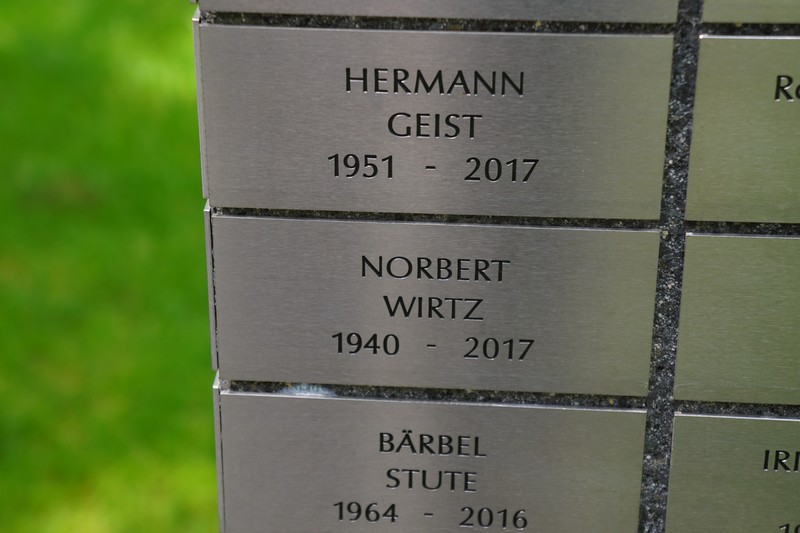 HERMANN
GEIST
1951 - 2017
NORBERT
WIRTZ
1940 - 2017
BÄRBEL
STUTE
1964 - 2016